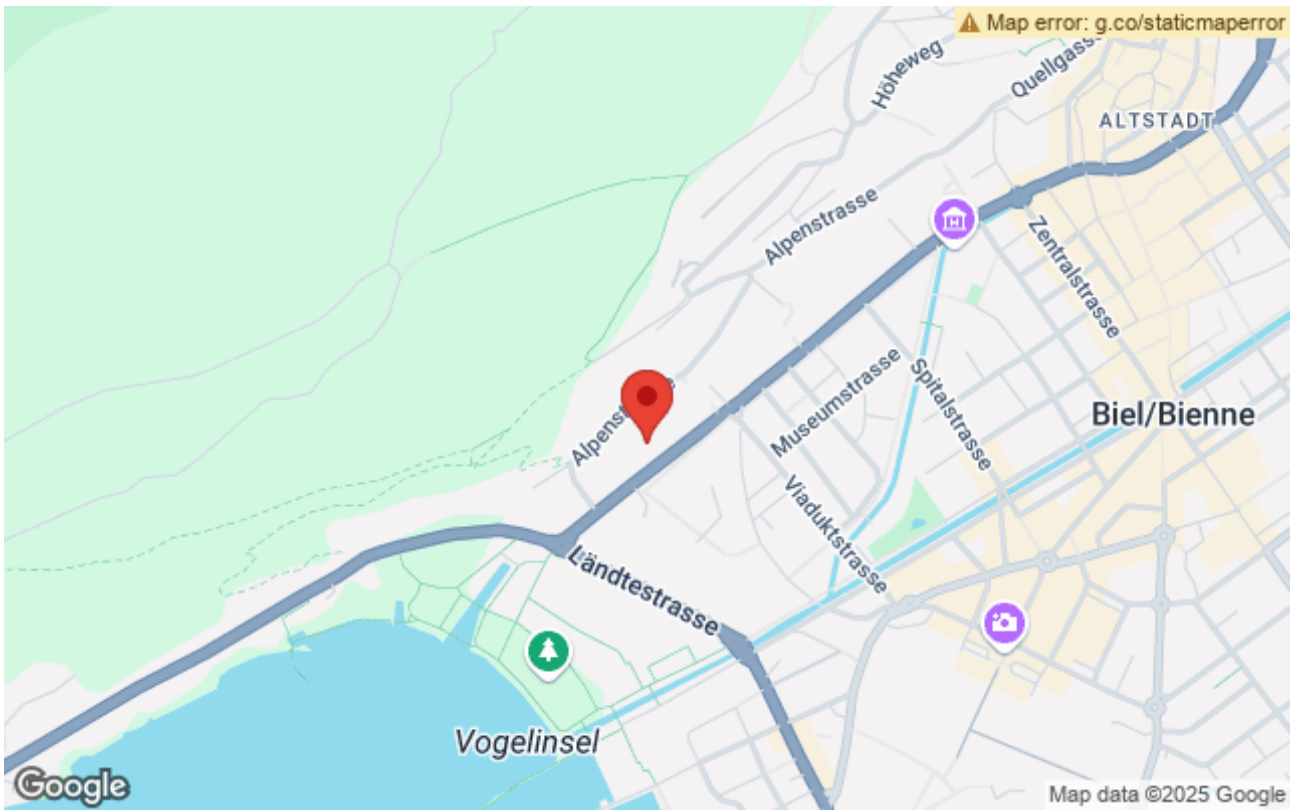 Map error: g.co/staticmaperror
Höheweg
Quellgasse
ALTSTADT
Alpenstrasse
Zentralstrasse
Museumstrasse
Spitalstrasse
Biel/Bienne
Viaduktstrasse
Ländtestrasse
Vogelinsel
Google
Map data ©2025 Google